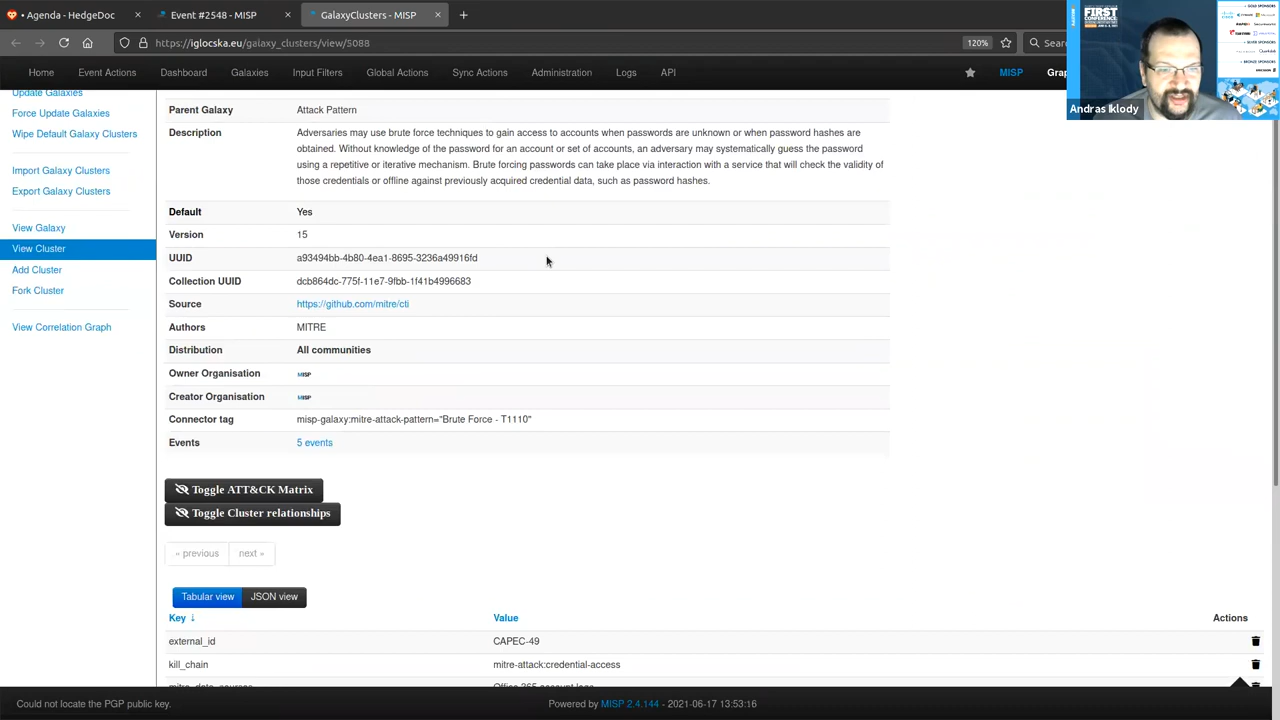 Agenda - HedgeDoc
Event #2548 - MISP
GalaxyClus
https://iglocska.eu/galaxy_clusters/view/5088
120%
Sear
FIRST
CONFERENCE
Home
Event Actions
Dashboard
Galaxies
Input Filters
Global Actions
Sync Actions
Administration
Logs
API
MISP
Andras Iklody
Update Galaxies
Force Update Galaxies
Wipe Default Galaxy Clusters
Import Galaxy Clusters
Export Galaxy Clusters
View Galaxy
View Cluster
Add Cluster
Fork Cluster
View Correlation Graph
Parent Galaxy Attack Pattern
Description Adversaries may use brute force techniques to gain access to accounts when passwords are unknown or when password hashes are
obtained. Without knowledge of the password for an account or set of accounts, an adversary may systematically guess the password
using a repetitive or iterative mechanism. Brute forcing passwords can take place via interaction with a service that will check the validity of
those credentials or offline against previously acquired credential data, such as password hashes.
Default Yes
Version 15
UUID a93494bb-4b80-4ea1-8695-3236a49916fd
Collection UUID dcb864dc-775f-11e7-9fbb-1f41b4996683
Source https://github.com/mitre/cti
Authors MITRE
Distribution All communities
Owner Organisation MISP
Creator Organisation MISP
Connector tag misp-galaxy:mitre-attack-pattern="Brute Force - T1110"
Events 5 events
Toggle ATT&CK Matrix
Toggle Cluster relationships
« previous next »
Tabular view JSON view
Key ↓ Value Actions
external_id CAPEC-49
kill_chain mitre-attack:credential-access
Could not locate the PGP public key.
Powered by MISP 2.4.144 - 2021-06-17 13:53:16